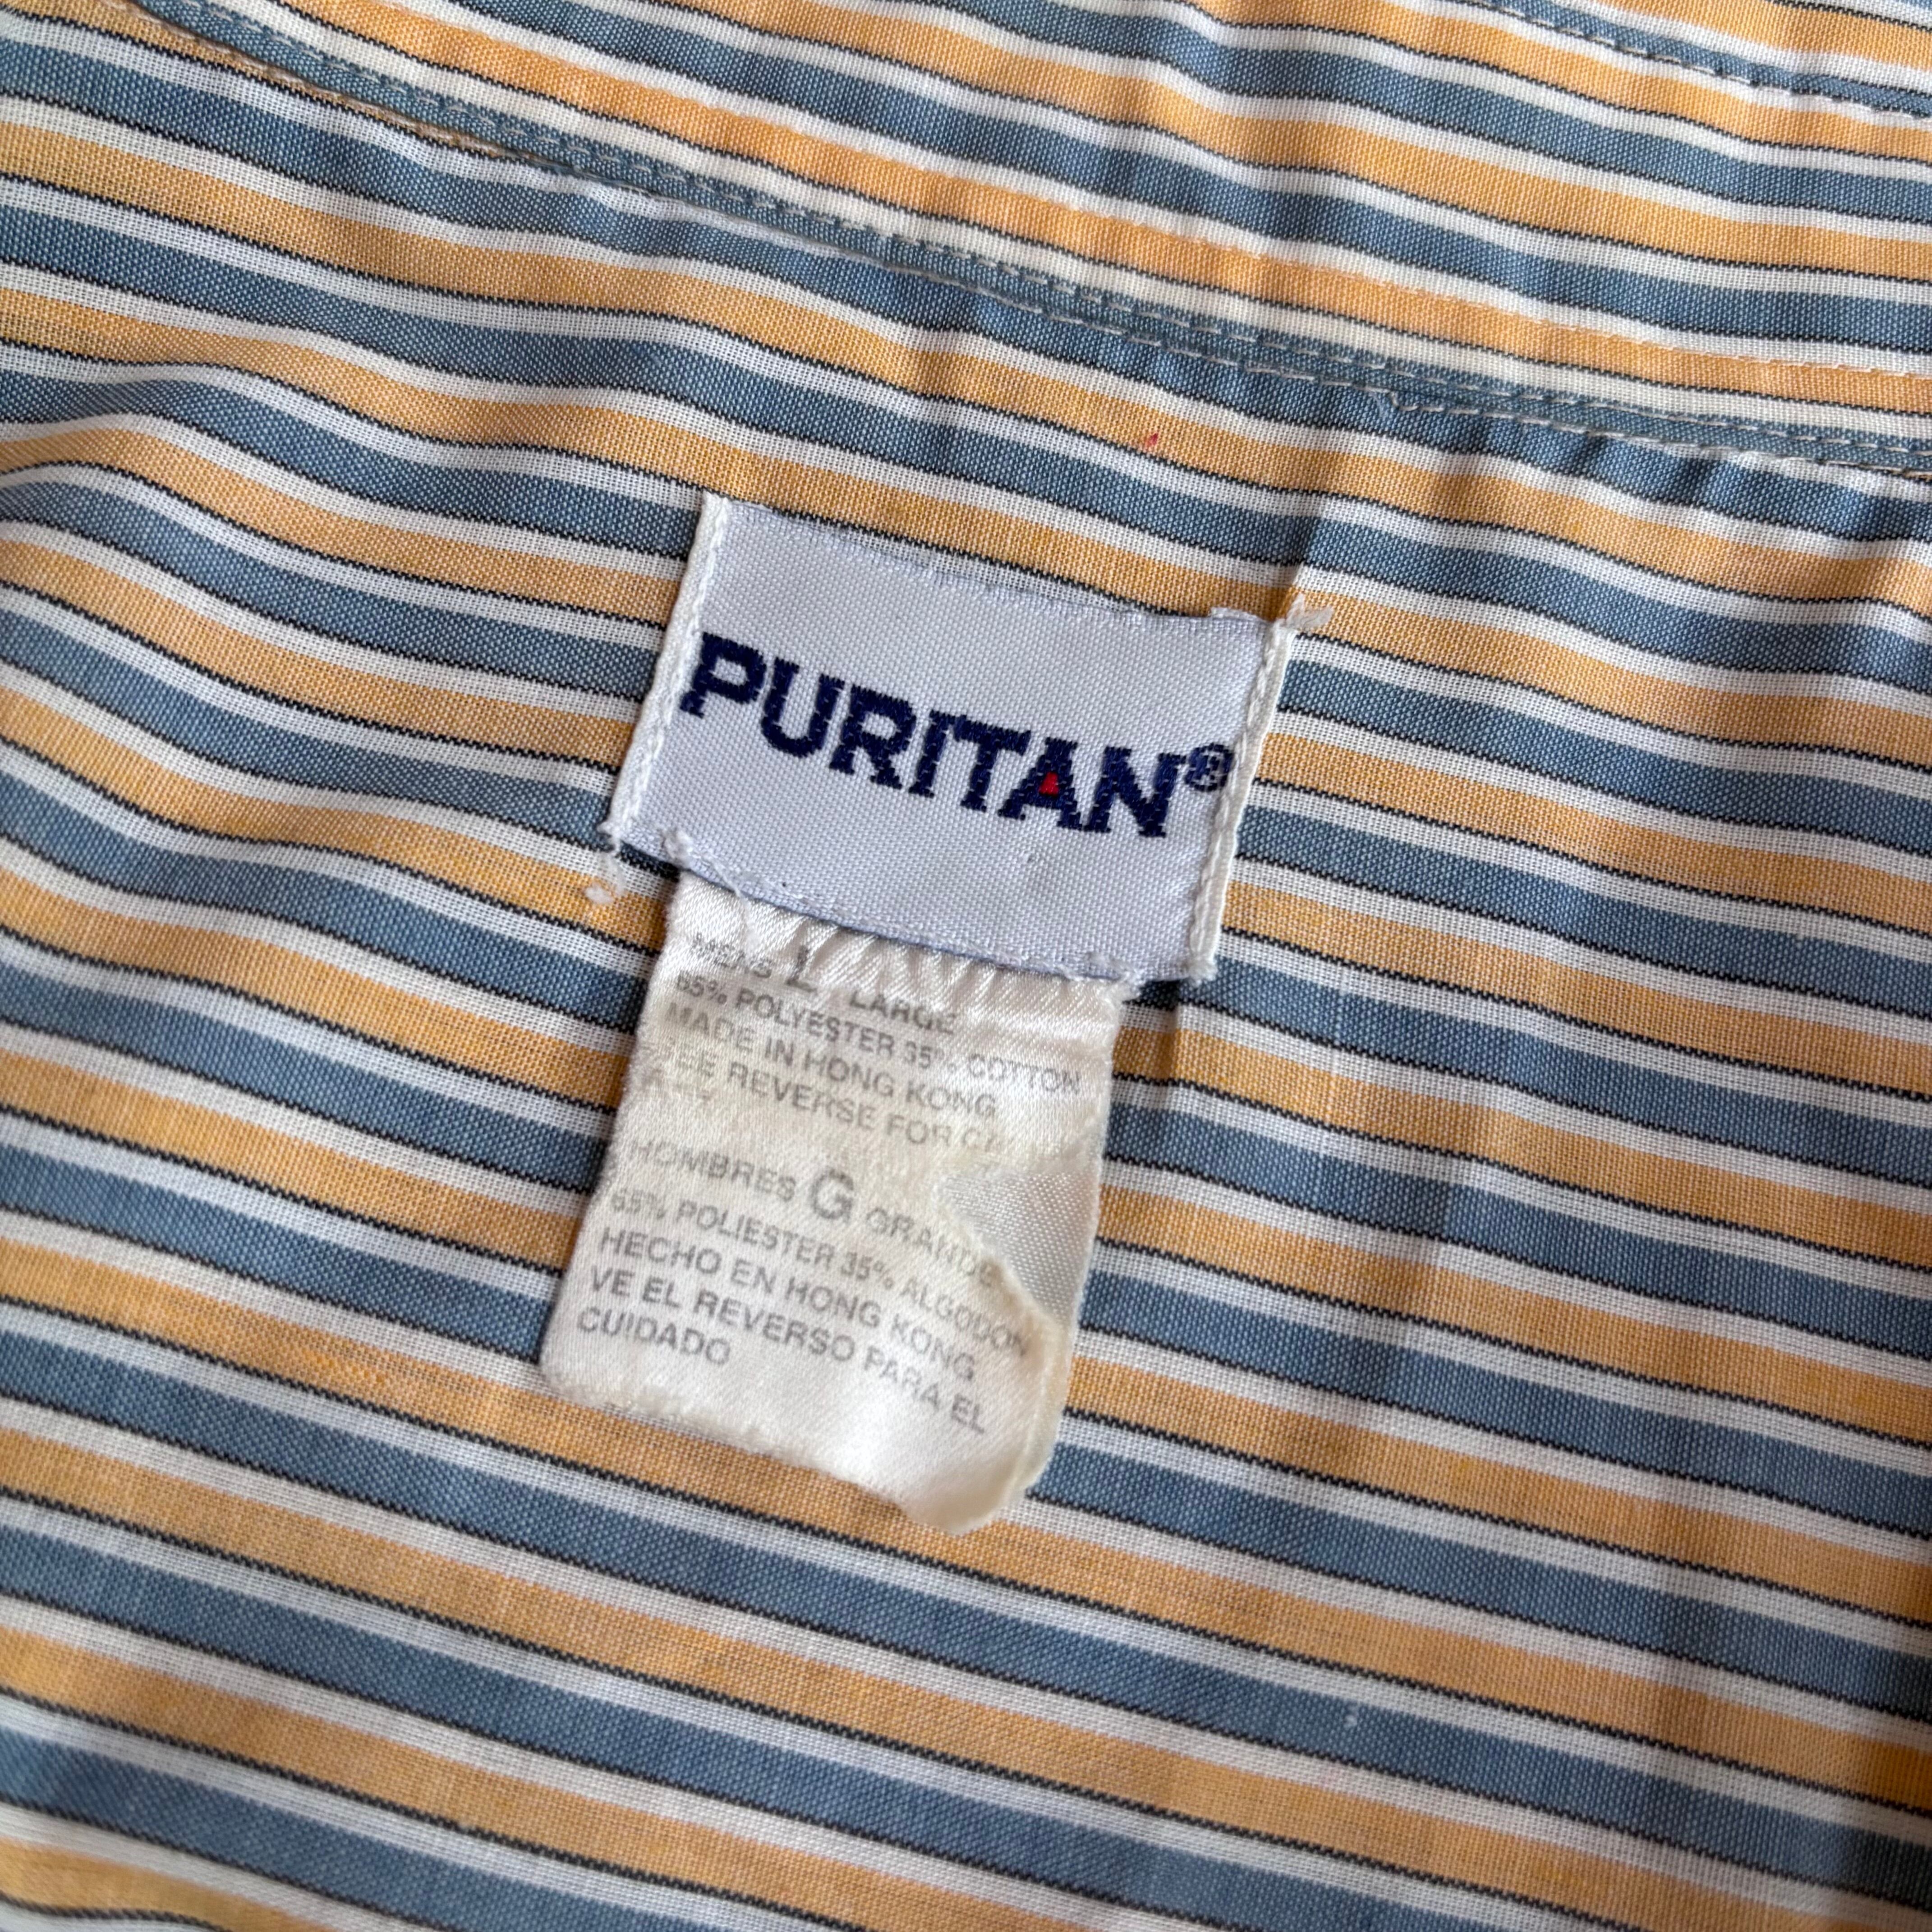 PURITAN®
MENS L LARGE
65% POLYESTER 35% COTTON
MADE IN HONG KONG
SEE REVERSE FOR
HOMBRES G GRANDE
65% POLIESTER 35% ALGODON
HECHO EN HONG KONG
VE EL REVERSO PARA EL
CUIDADO